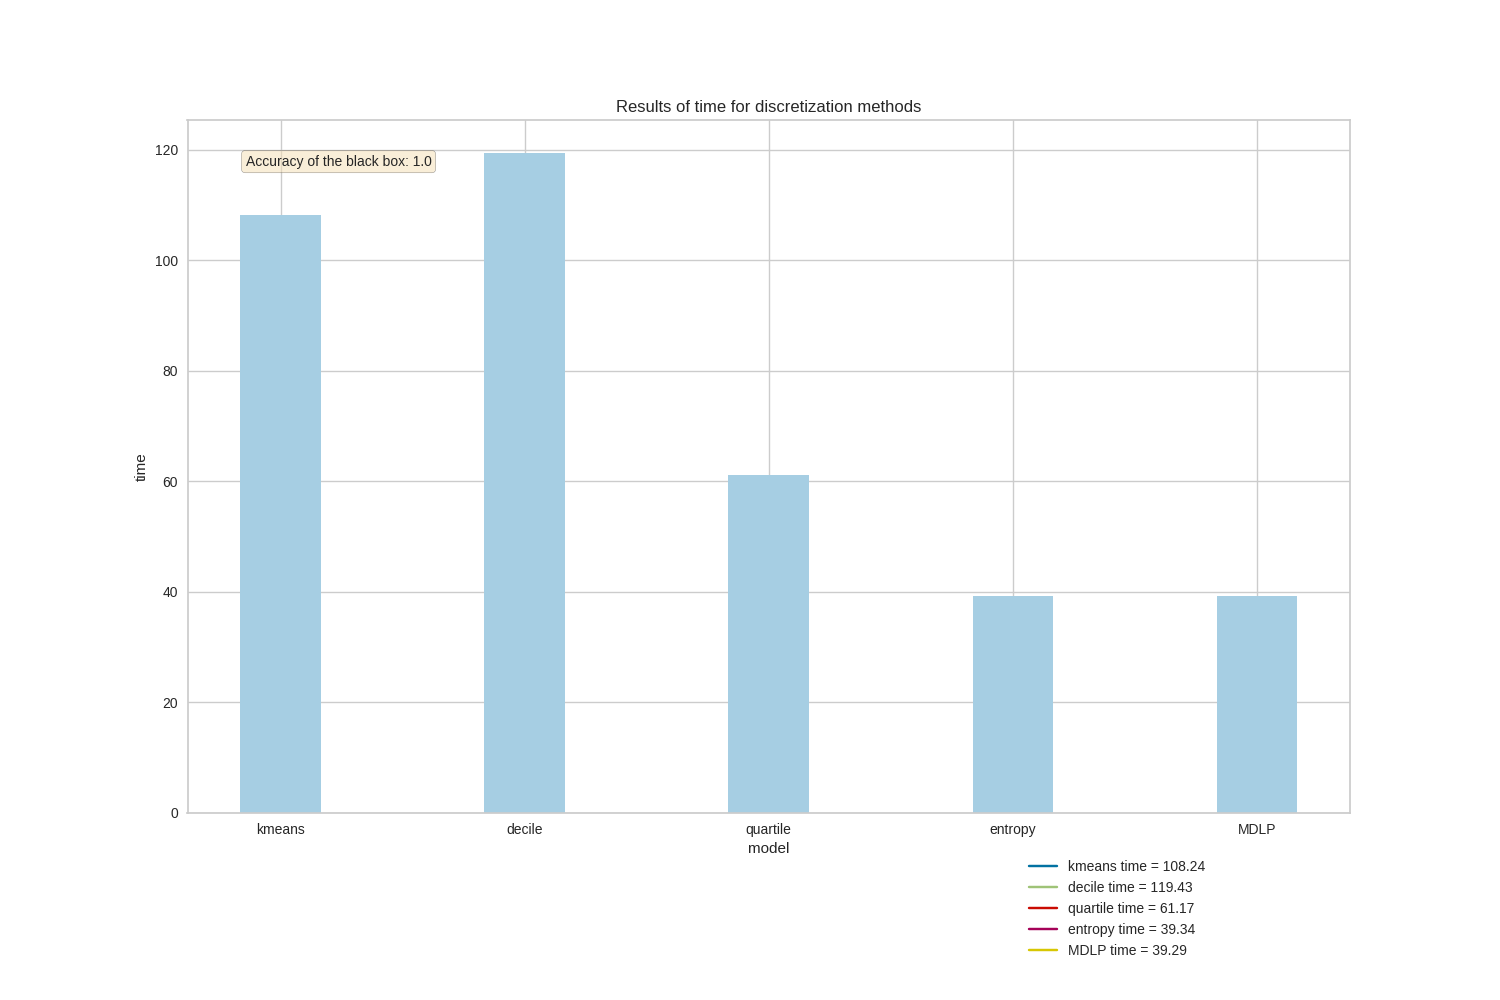 Results of time for discretization methods
Accuracy of the black box: 1.0
120
100
80
60
40
20
0
time
kmeans decile quartile entropy MDLP
model
kmeans time = 108.24
decile time = 119.43
quartile time = 61.17
entropy time = 39.34
MDLP time = 39.29